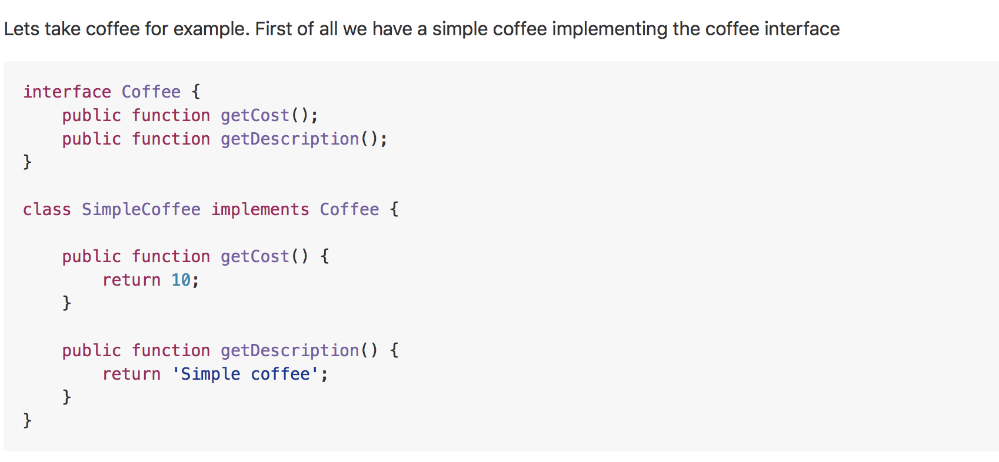 Lets take coffee for example. First of all we have a simple coffee implementing the coffee interface
interface Coffee {
    public function getCost();
    public function getDescription();
}
class SimpleCoffee implements Coffee {
    public function getCost() {
        return 10;
    }
    public function getDescription() {
        return 'Simple coffee';
    }
}